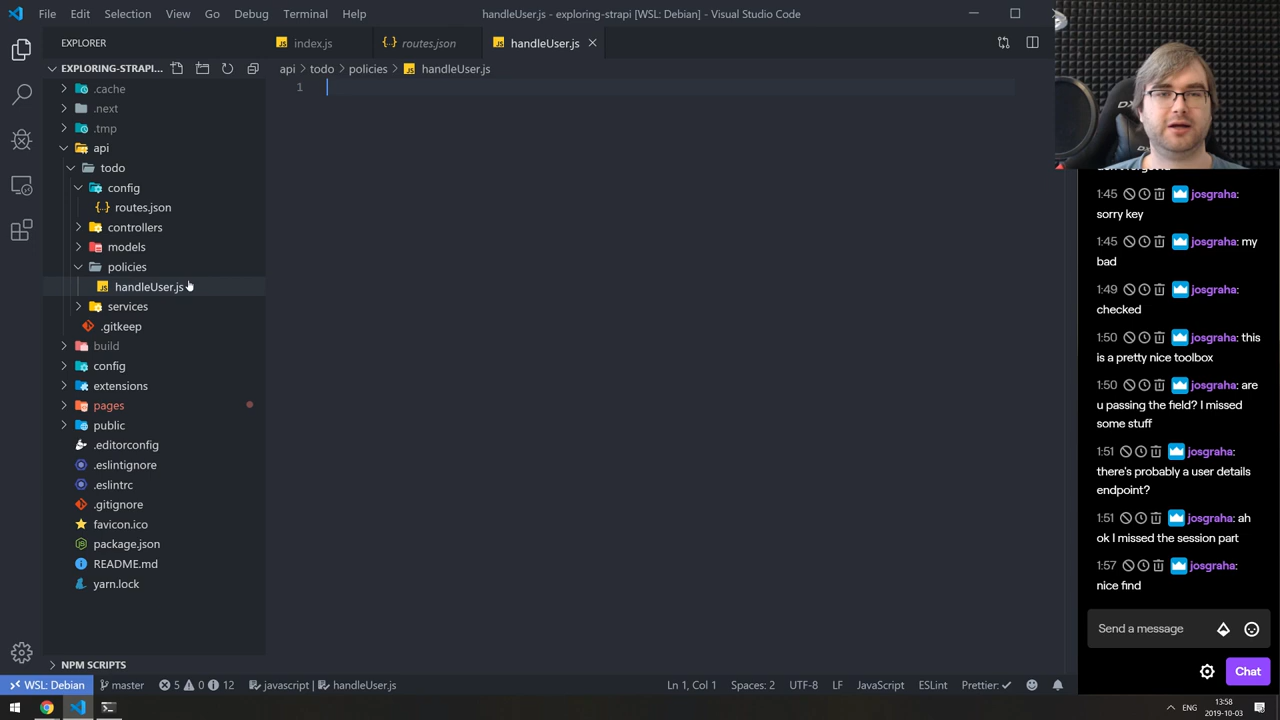 File Edit Selection View Go Debug Terminal Help
handleUser.js - exploring-strapi [WSL: Debian] - Visual Studio Code
EXPLORER
EXPLORING-STRAPI...
.cache
.next
.tmp
api
todo
config
routes.json
controllers
models
policies
handleUser.js
services
.gitkeep
build
config
extensions
pages
public
.editorconfig
.eslintignore
.eslintrc
.gitignore
favicon.ico
package.json
README.md
yarn.lock
NPM SCRIPTS
index.js
routes.json
handleUser.js
api > todo > policies > handleUser.js
1
1:45 josgraha:
sorry key
1:45 josgraha: my
bad
1:49 josgraha:
checked
1:50 josgraha: this
is a pretty nice toolbox
1:50 josgraha: are
u passing the field? I missed
some stuff
1:51 josgraha:
there's probably a user details
endpoint?
1:51 josgraha: ah
ok I missed the session part
1:57 josgraha:
nice find
Send a message
Chat
WSL: Debian master 5 0 12 javascript | handleUser.js
Ln 1, Col 1 Spaces: 2 UTF-8 LF JavaScript ESLint Prettier: ✓
ENG
13:58
2019-10-03